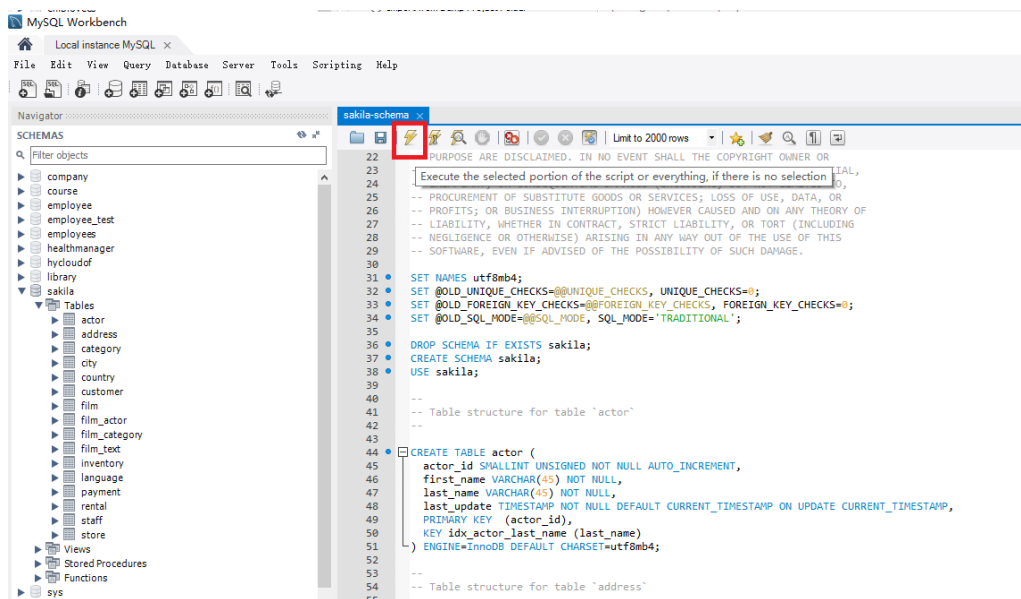 MySQL Workbench
Local instance MySQL ×
File Edit View Query Database Server Tools Scripting Help
Navigator
SCHEMAS
Filter objects
company
course
employee
employee_test
employees
healthmanager
hycloudof
library
sakila
Tables
actor
address
category
city
country
customer
film
film_actor
film_category
film_text
inventory
language
payment
rental
staff
store
Views
Stored Procedures
Functions
sys
sakila-schema ×
Limit to 2000 rows
22 PURPOSE ARE DISCLAIMED. IN NO EVENT SHALL THE COPYRIGHT OWNER OR
23
Execute the selected portion of the script or everything, if there is no selection
24
25 -- PROCUREMENT OF SUBSTITUTE GOODS OR SERVICES; LOSS OF USE, DATA, OR
26 -- PROFITS; OR BUSINESS INTERRUPTION) HOWEVER CAUSED AND ON ANY THEORY OF
27 -- LIABILITY, WHETHER IN CONTRACT, STRICT LIABILITY, OR TORT (INCLUDING
28 -- NEGLIGENCE OR OTHERWISE) ARISING IN ANY WAY OUT OF THE USE OF THIS
29 -- SOFTWARE, EVEN IF ADVISED OF THE POSSIBILITY OF SUCH DAMAGE.
30
31 SET NAMES utf8mb4;
32 SET @OLD_UNIQUE_CHECKS=@@UNIQUE_CHECKS, UNIQUE_CHECKS=0;
33 SET @OLD_FOREIGN_KEY_CHECKS=@@FOREIGN_KEY_CHECKS, FOREIGN_KEY_CHECKS=0;
34 SET @OLD_SQL_MODE=@@SQL_MODE, SQL_MODE='TRADITIONAL';
35
36 DROP SCHEMA IF EXISTS sakila;
37 CREATE SCHEMA sakila;
38 USE sakila;
39
40 --
41 -- Table structure for table `actor`
42 --
43
44 CREATE TABLE actor (
45 actor_id SMALLINT UNSIGNED NOT NULL AUTO_INCREMENT,
46 first_name VARCHAR(45) NOT NULL,
47 last_name VARCHAR(45) NOT NULL,
48 last_update TIMESTAMP NOT NULL DEFAULT CURRENT_TIMESTAMP ON UPDATE CURRENT_TIMESTAMP,
49 PRIMARY KEY (actor_id),
50 KEY idx_actor_last_name (last_name)
51 ) ENGINE=InnoDB DEFAULT CHARSET=utf8mb4;
52
53 --
54 -- Table structure for table `address`